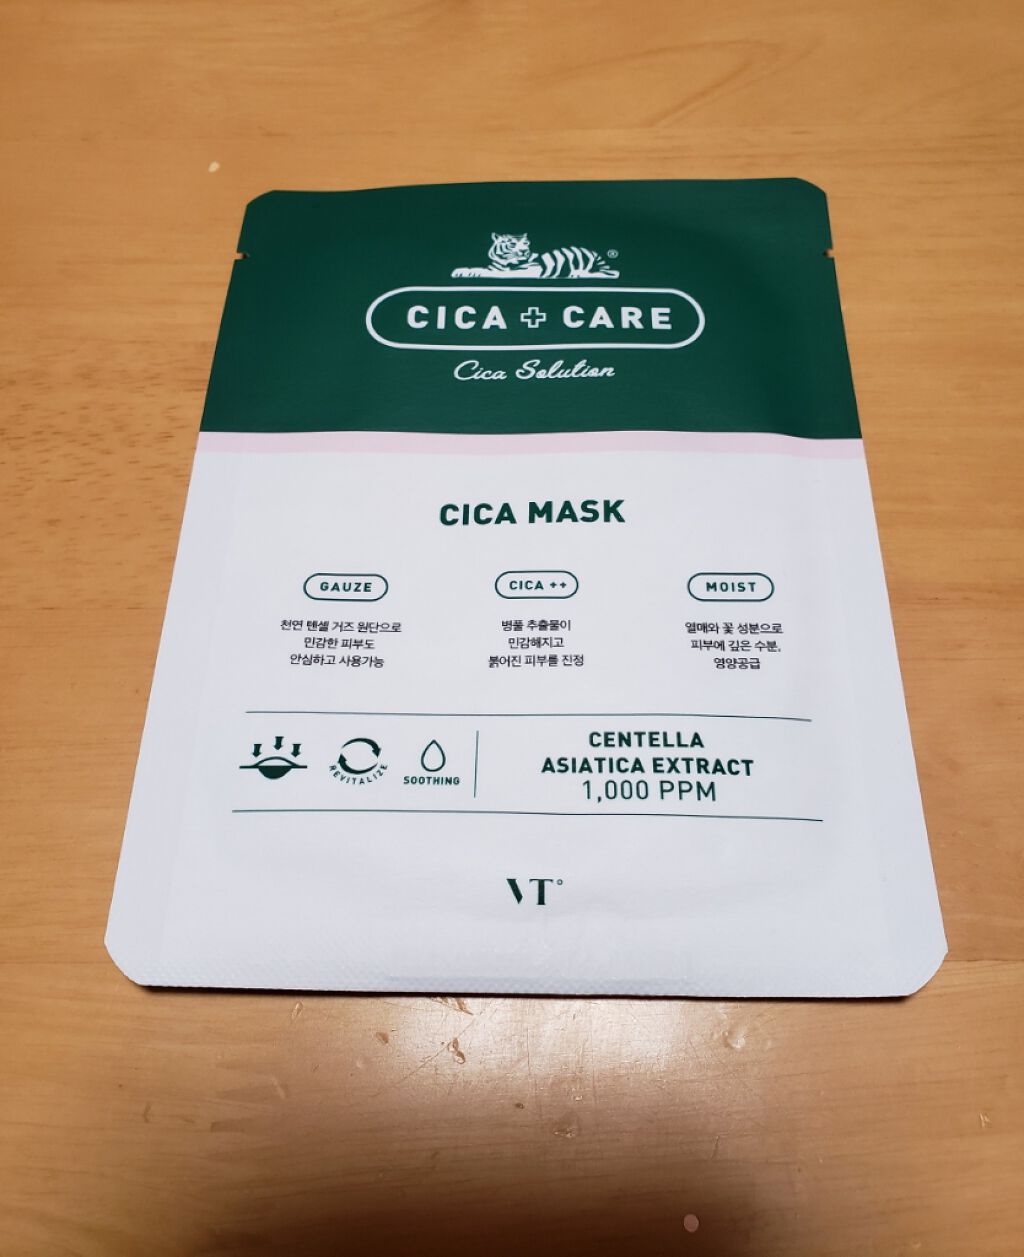 ®
CICA + CARE
Cica Solution
CICA MASK
GAUZE
천연 텐셀 거즈 원단으로
민감한 피부도
안심하고 사용가능
CICA ++
병풀 추출물이
민감해지고
붉어진 피부를 진정
MOIST
열매와 꽃 성분으로
피부에 깊은 수분,
영양공급
REVITALIZE
SOOTHING
CENTELLA
ASIATICA EXTRACT
1,000 PPM
VT°